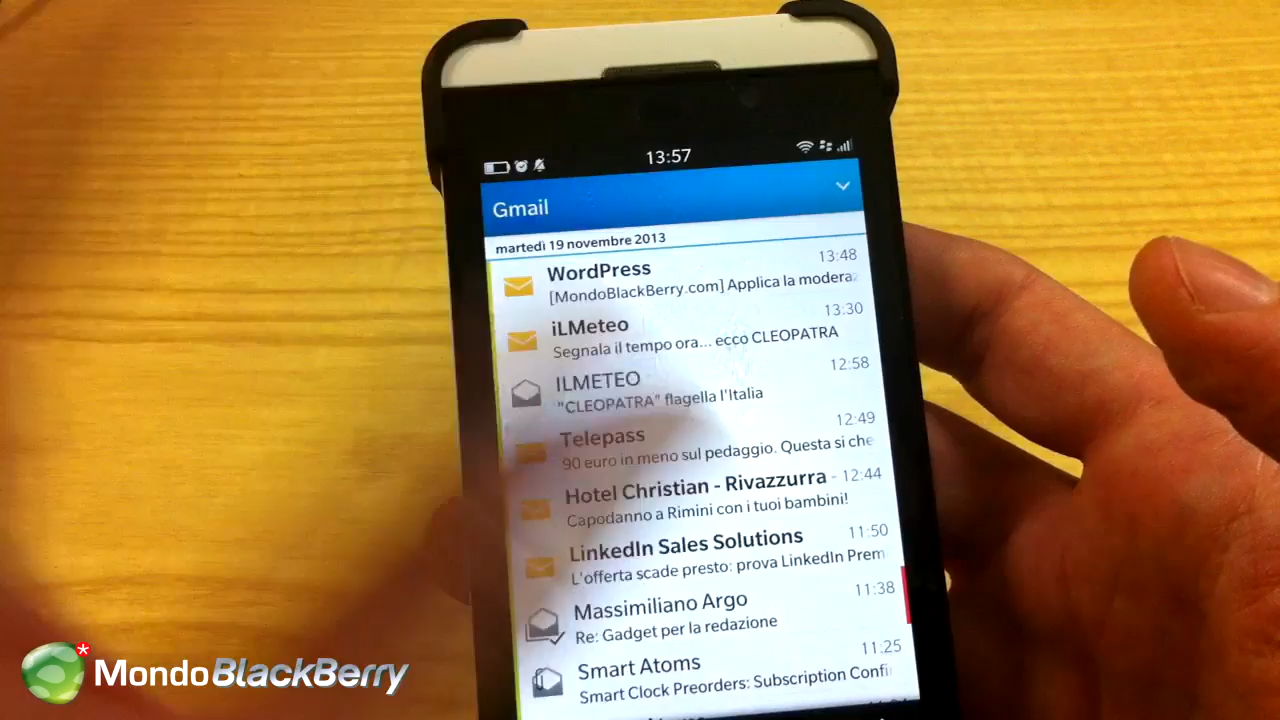 13:57
Gmail
martedì 19 novembre 2013
WordPress 13:48
[MondoBlackBerry.com] Applica la modera
iLMeteo 13:30
Segnala il tempo ora... ecco CLEOPATRA
ILMETEO 12:58
"CLEOPATRA" flagella l'Italia
Telepass 12:49
90 euro in meno sul pedaggio. Questa si che
Hotel Christian - Rivazzurra - 12:44
Capodanno a Rimini con i tuoi bambini!
LinkedIn Sales Solutions 11:50
L'offerta scade presto: prova LinkedIn Prem
Massimiliano Argo 11:38
Re: Gadget per la redazione
Smart Atoms 11:25
Smart Clock Preorders: Subscription Confi
MondoBlackBerry